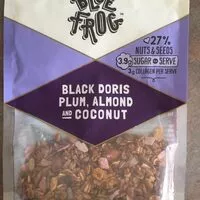 BLUE
FROG
27%
NUTS & SEEDS
3.9g SUGAR PER SERVE
3g COLLAGEN PER SERVE
BLACK DORIS
PLUM, ALMOND
AND COCONUT